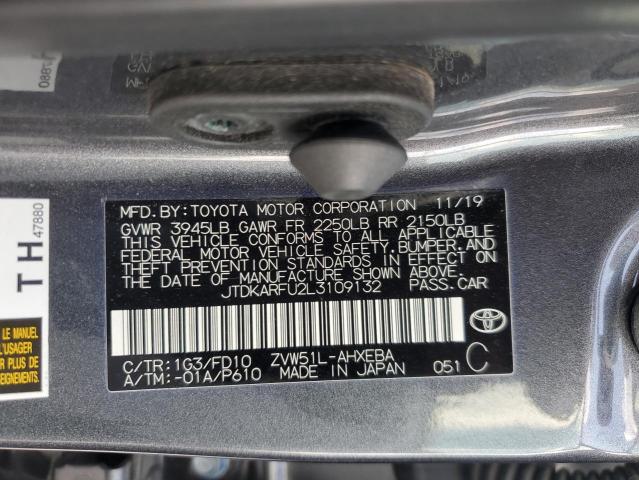 MFD.BY:TOYOTA MOTOR CORPORATION 11/19
GVWR 3945LB GAWR FR 2250LB RR 2150LB
THIS VEHICLE CONFORMS TO ALL APPLICABLE
FEDERAL MOTOR VEHICLE SAFETY,BUMPER,AND
THEFT PREVENTION STANDARDS IN EFFECT ON
THE DATE OF MANUFACTURE SHOWN ABOVE.
JTDKARFU2L3109132 PASS.CAR
C/TR:1G3/FD10 ZVW51L-AHXEBA
A/TM:-01A/P610 MADE IN JAPAN 051 C
TH
47880
LE MANUEL
L'USAGER